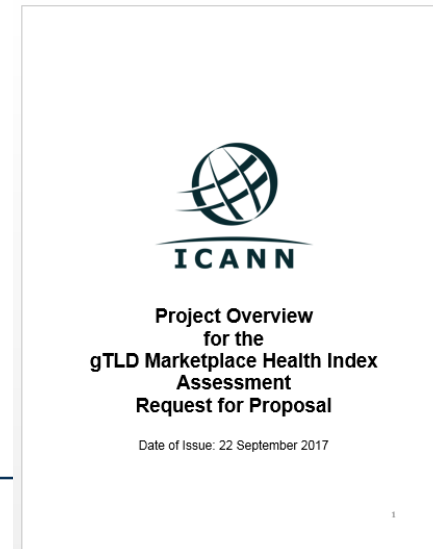 ICANN
Project Overview
for the
gTLD Marketplace Health Index
Assessment
Request for Proposal
Date of Issue: 22 September 2017
1